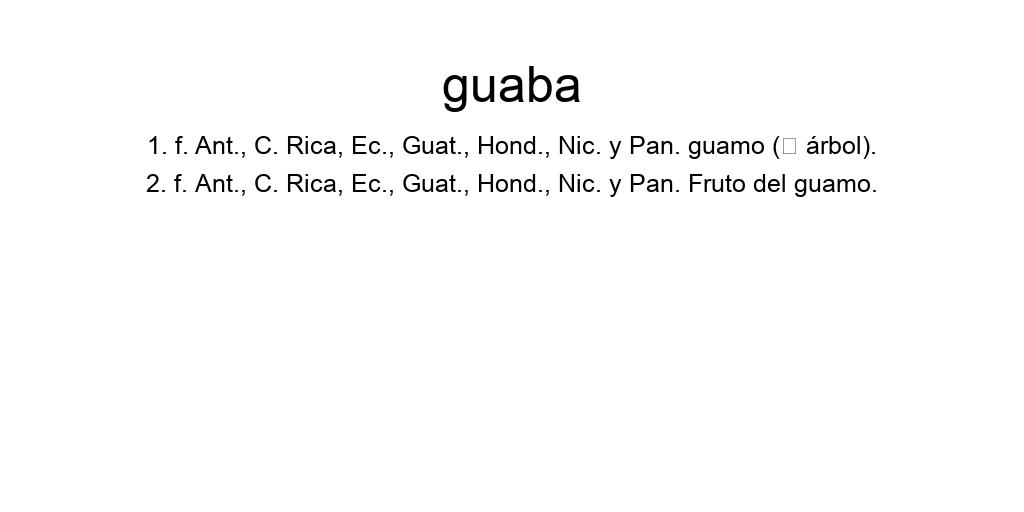 guaba
1. f. Ant., C. Rica, Ec., Guat., Hond., Nic. y Pan. guamo (□ árbol).
2. f. Ant., C. Rica, Ec., Guat., Hond., Nic. y Pan. Fruto del guamo.